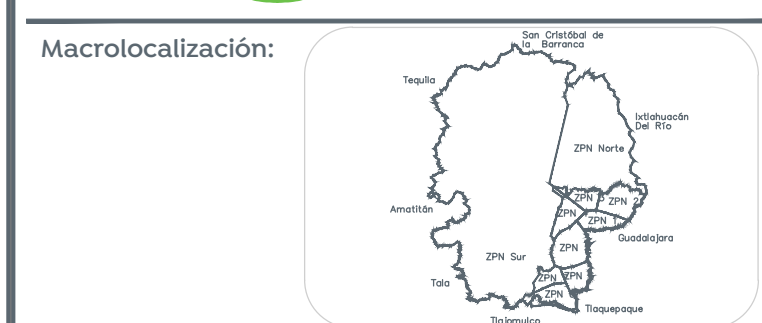 Macrolocalización:
San Cristóbal de
la Barranca
Tequila
Ixtlahuacán
Del Río
ZPN Norte
ZPN
ZPN 2
Amatitán
ZPN
ZPN 1
Guadalajara
ZPN
ZPN Sur
ZPN
ZPN
Tala
ZPN
Tlaquepaque
Tlajomulco